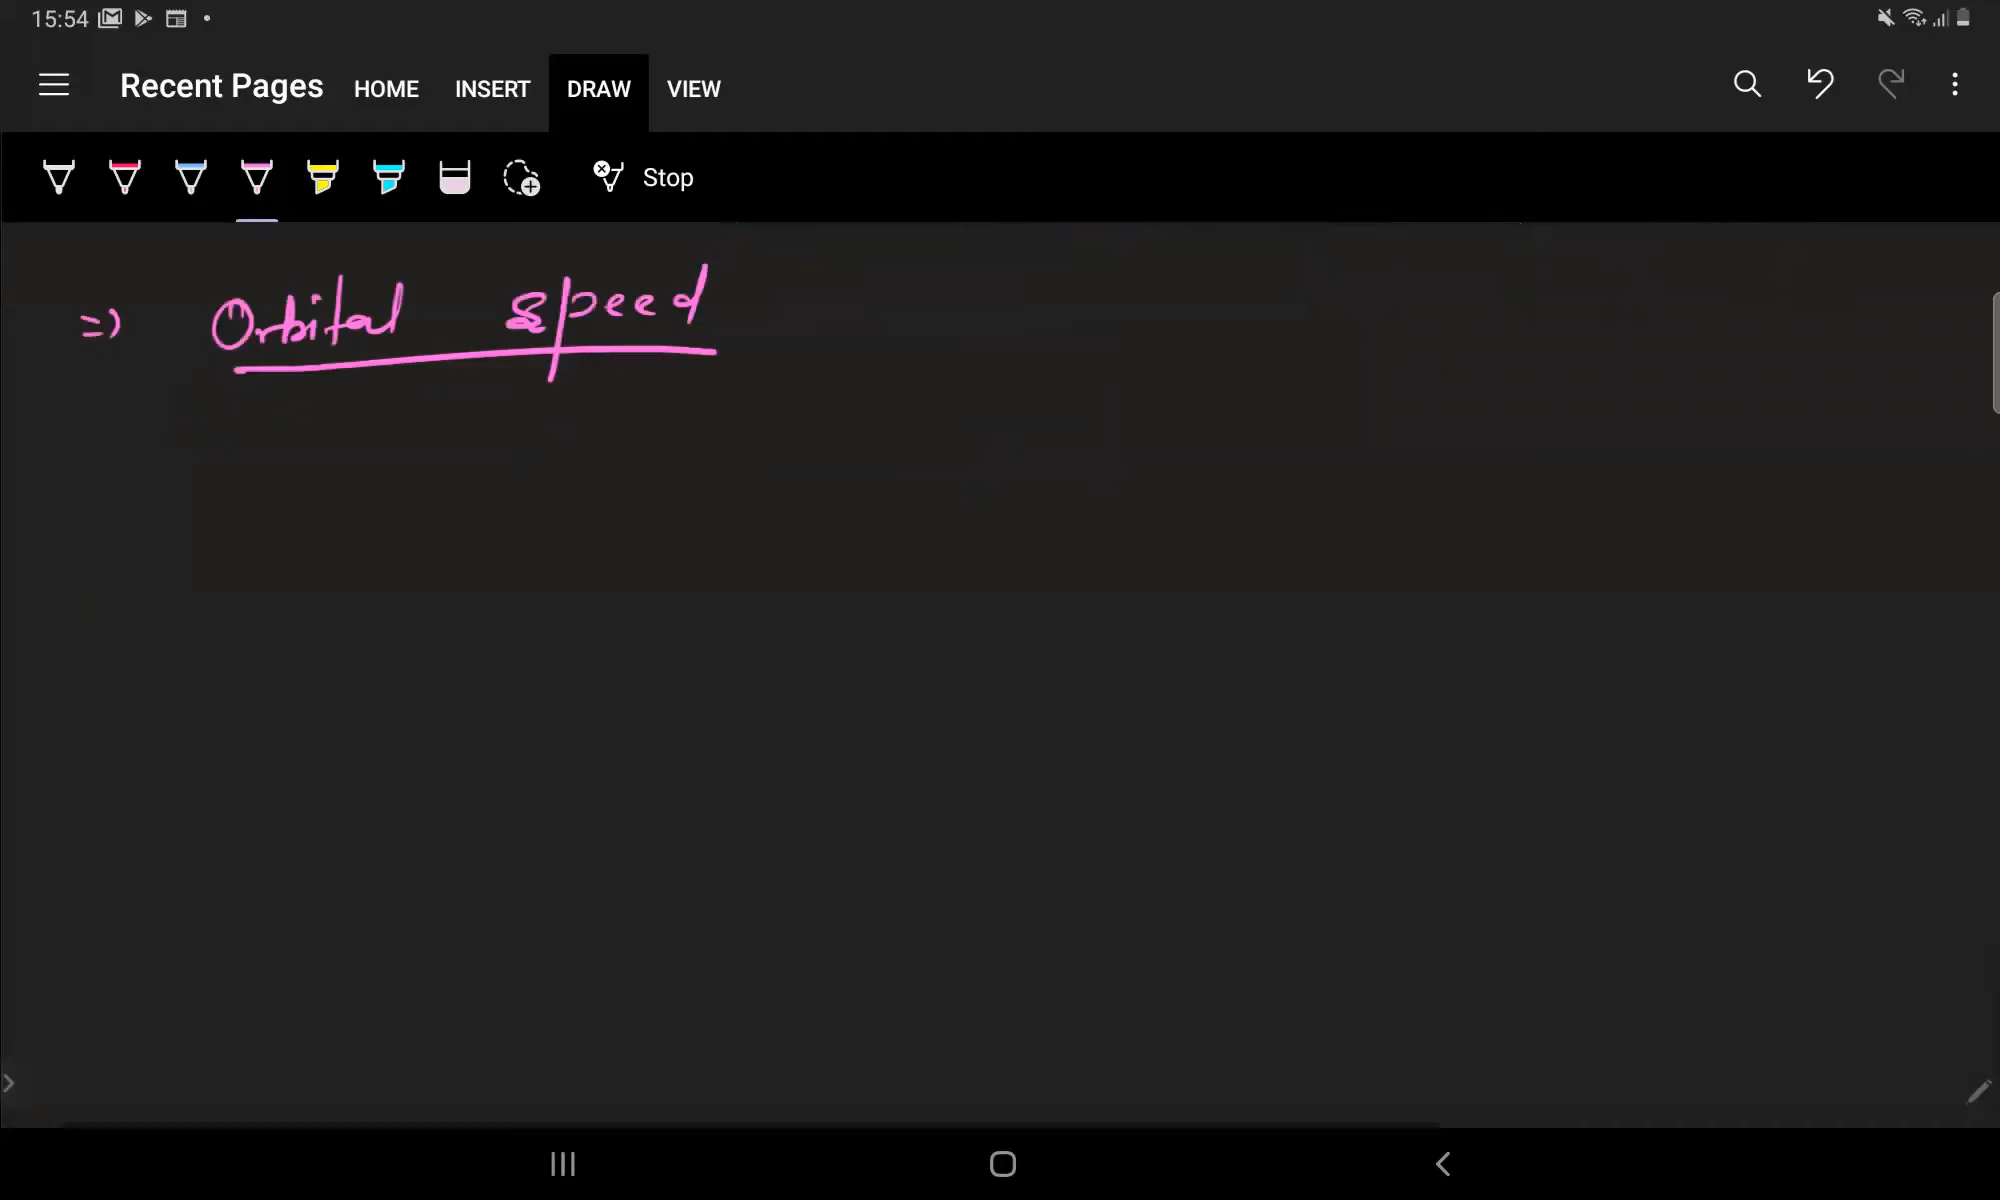 15:54
Recent Pages HOME INSERT DRAW VIEW
Stop
=> Orbital speed